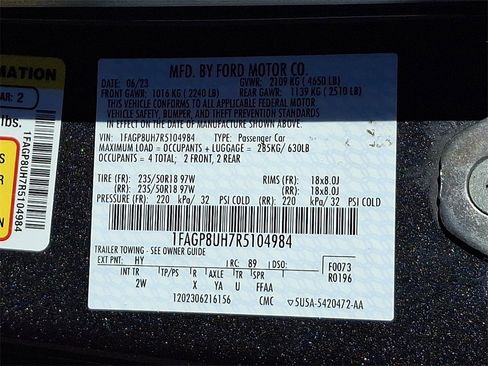 MATION
AR: 2
lbs.
1FAGP8UH7R5104984
MFD. BY FORD MOTOR CO.
DATE: 06/23 GVWR: 2109 KG ( 4650 LB)
FRONT GAWR: 1016 KG ( 2240 LB) REAR GAWR: 1139 KG ( 2510 LB)
THIS VEHICLE CONFORMS TO ALL APPLICABLE FEDERAL MOTOR
VEHICLE SAFETY, BUMPER, AND THEFT PREVENTION STANDARDS
IN EFFECT ON THE DATE OF MANUFACTURE SHOWN ABOVE.
VIN: 1FAGP8UH7R5104984 TYPE: Passenger Car
MAXIMUM LOAD = OCCUPANTS + LUGGAGE = 285KG/ 630LB
OCCUPANTS = 4 TOTAL; 2 FRONT, 2 REAR
TIRE (FR): 235/50R18 97W RIMS (FR): 18x8.0J
(RR): 235/50R18 97W (RR): 18x8.0J
PRESSURE (FR): 220 kPa/ 32 PSI COLD (RR): 220 kPa/ 32 PSI COLD
1FAGP8UH7R5104984
TRAILER TOWING - SEE OWNER GUIDE
EXT PNT: HY RC: 89 DSO: F0073
R0196
INT TR TP/PS R AXLE TR SPR
2W X YA U FFAA
1202306216156 CMC 5U5A-5420472-AA